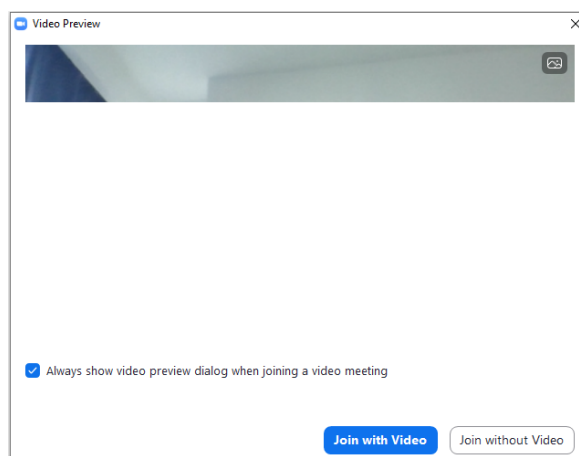 Video Preview
Always show video preview dialog when joining a video meeting
Join with Video
Join without Video